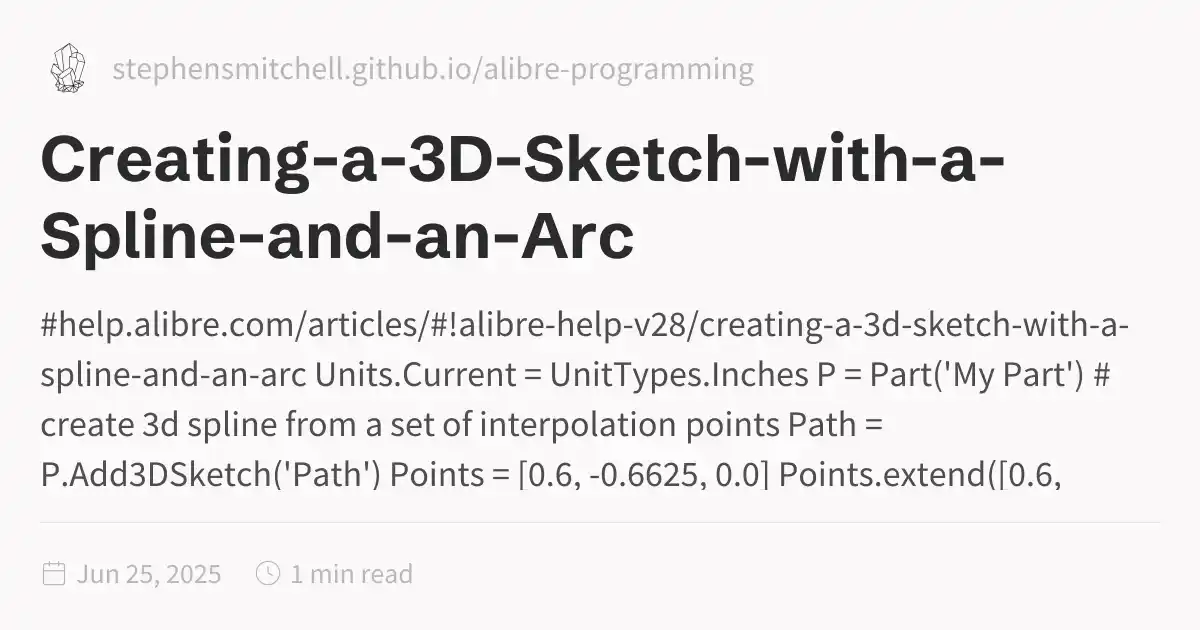 stephensmitchell.github.io/alibre-programming
Creating-a-3D-Sketch-with-a-
Spline-and-an-Arc
#help.alibre.com/articles/#!alibre-help-v28/creating-a-3d-sketch-with-a-
spline-and-an-arc Units.Current = UnitTypes.Inches P = Part('My Part') #
create 3d spline from a set of interpolation points Path =
P.Add3DSketch('Path') Points = [0.6, -0.6625, 0.0] Points.extend([0.6,
Jun 25, 2025 1 min read